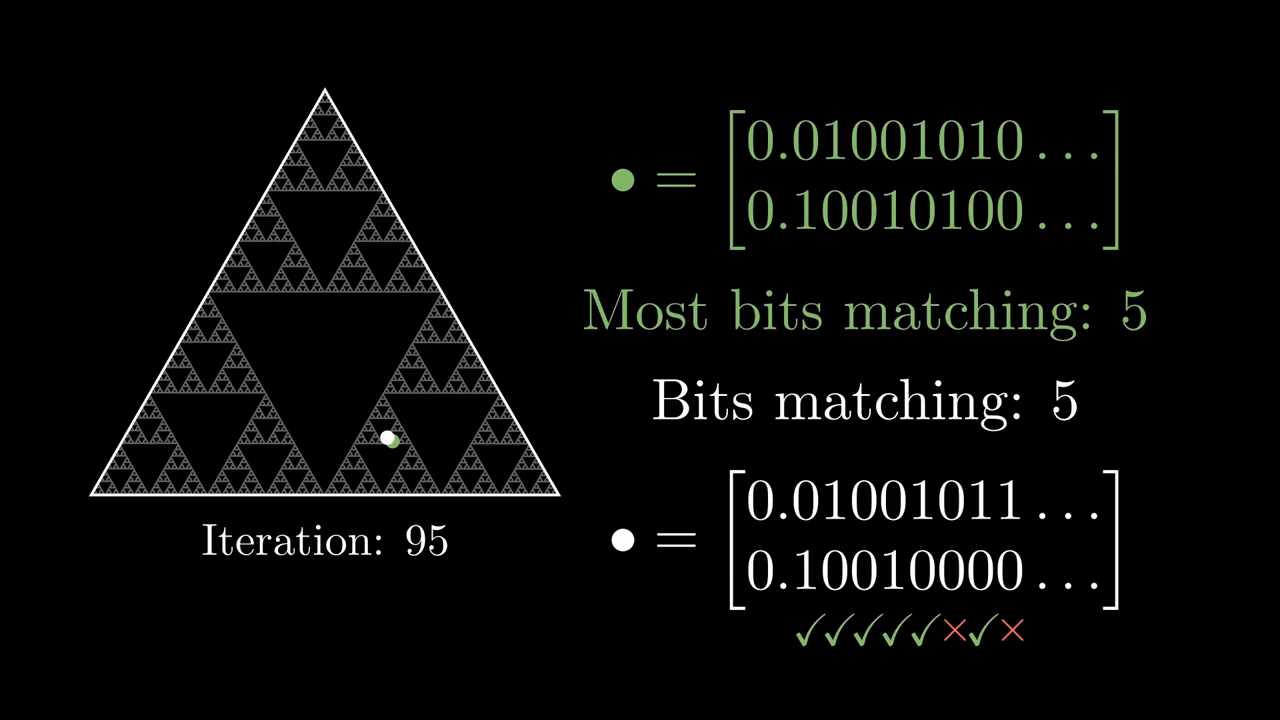 • = [0.01001010...
0.10010100...]
Most bits matching: 5
Bits matching: 5
• = [0.01001011...
0.10010000...]
✓✓✓✓✓×✓×
Iteration: 95